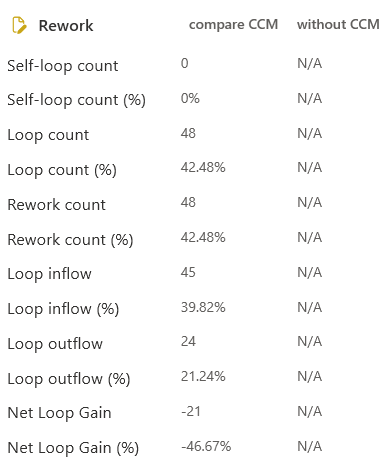 Rework compare CCM without CCM
Self-loop count 0 N/A
Self-loop count (%) 0% N/A
Loop count 48 N/A
Loop count (%) 42.48% N/A
Rework count 48 N/A
Rework count (%) 42.48% N/A
Loop inflow 45 N/A
Loop inflow (%) 39.82% N/A
Loop outflow 24 N/A
Loop outflow (%) 21.24% N/A
Net Loop Gain -21 N/A
Net Loop Gain (%) -46.67% N/A